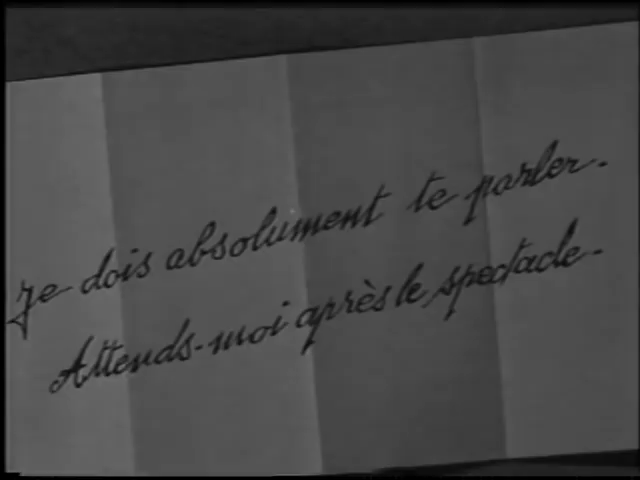 Je dois absolument te parler.
Attends-moi après le spectacle.